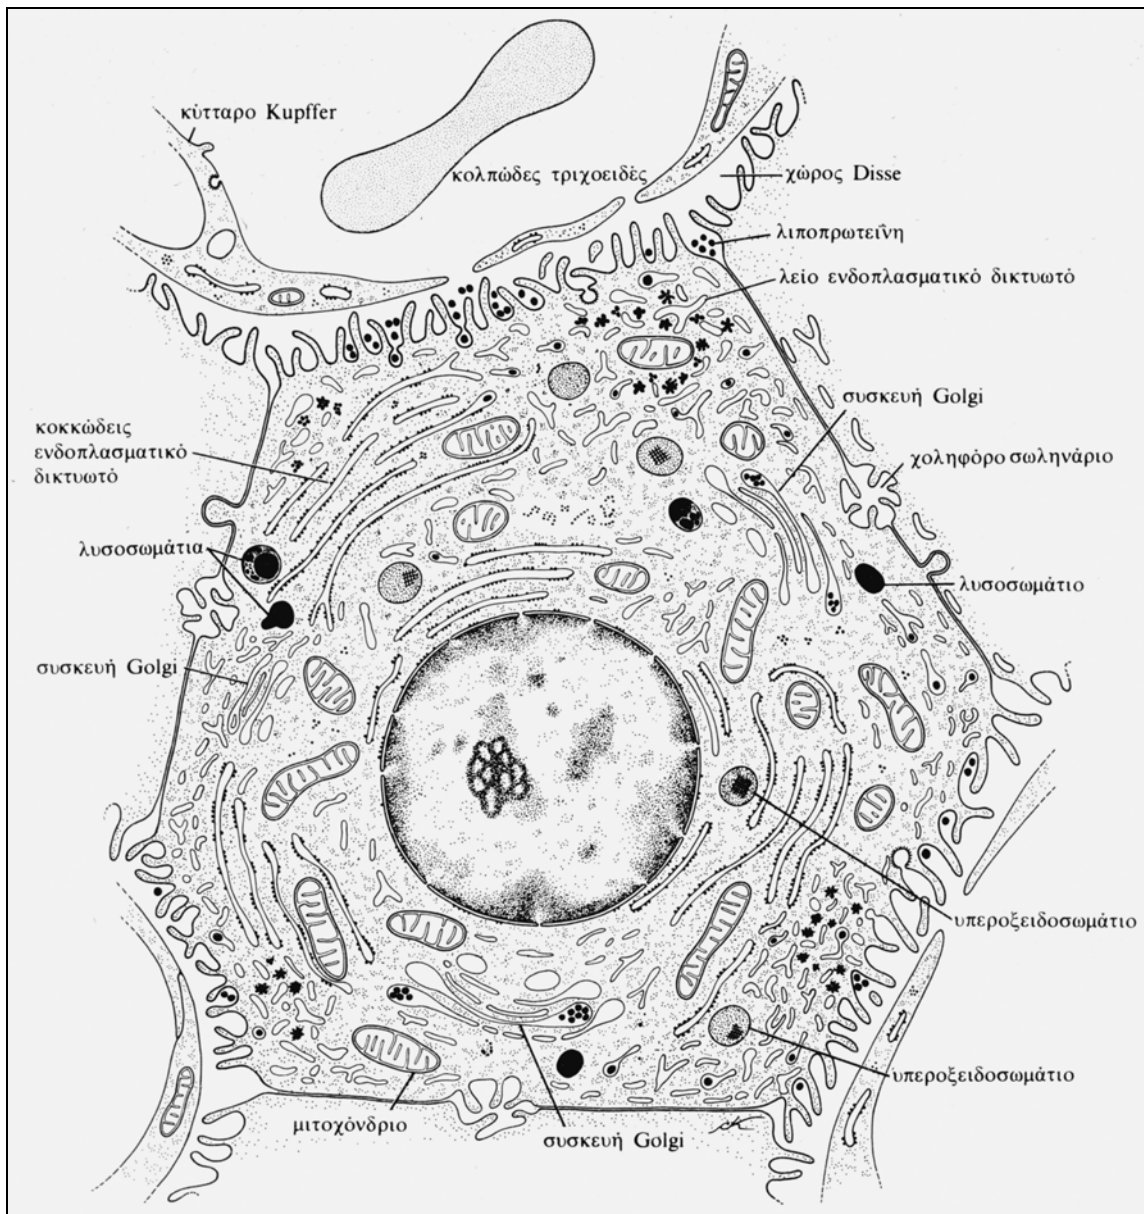 κύτταρο Kupffer
κολπώδες τριχοειδές
χώρος Disse
λιποπρωτεΐνη
λείο ενδοπλασματικό δικτυωτό
συσκευή Golgi
κοκκώδεις
ενδοπλασματικό
δικτυωτό
χοληφόρο σωληνάριο
λυσοσωμάτια
λυσοσωμάτιο
συσκευή Golgi
υπεροξειδοσωμάτιο
υπεροξειδοσωμάτιο
μιτοχόνδριο
συσκευή Golgi